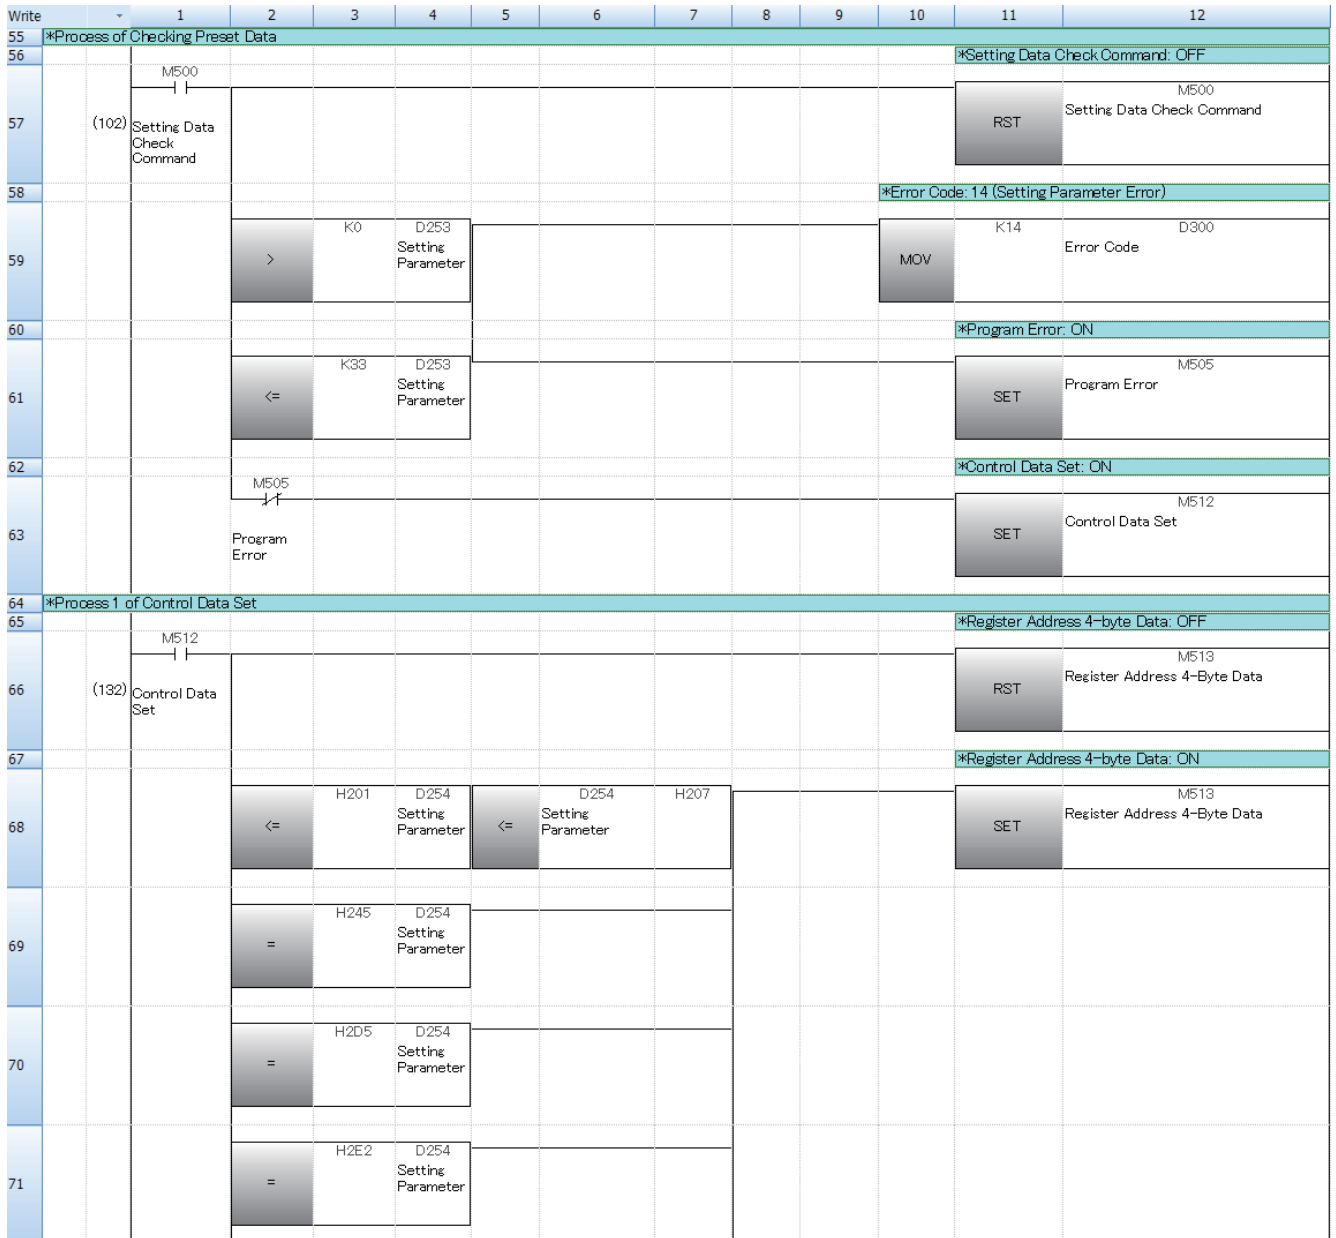 Write 1 2 3 4 5 6 7 8 9 10 11 12
55 *Process of Checking Preset Data
56 *Setting Data Check Command: OFF
M500 M500
57 (102) Setting Data RST Setting Data Check Command
Check
Command
58 *Error Code: 14 (Setting Parameter Error)
59 > K0 D253 MOV K14 D300
Setting Error Code
Parameter
60 *Program Error: ON
61 <= K33 D253 SET M505
Setting Program Error
Parameter
62 *Control Data Set: ON
M505 M512
63 Program SET Control Data Set
Error
64 *Process 1 of Control Data Set
65 *Register Address 4-byte Data: OFF
M512 M513
66 (132) Control Data RST Register Address 4-Byte Data
Set
67 *Register Address 4-byte Data: ON
68 <= H201 D254 <= D254 H207 SET M513
Setting Setting Register Address 4-Byte Data
Parameter Parameter
69 = H245 D254
Setting
Parameter
70 = H2D5 D254
Setting
Parameter
71 = H2E2 D254
Setting
Parameter